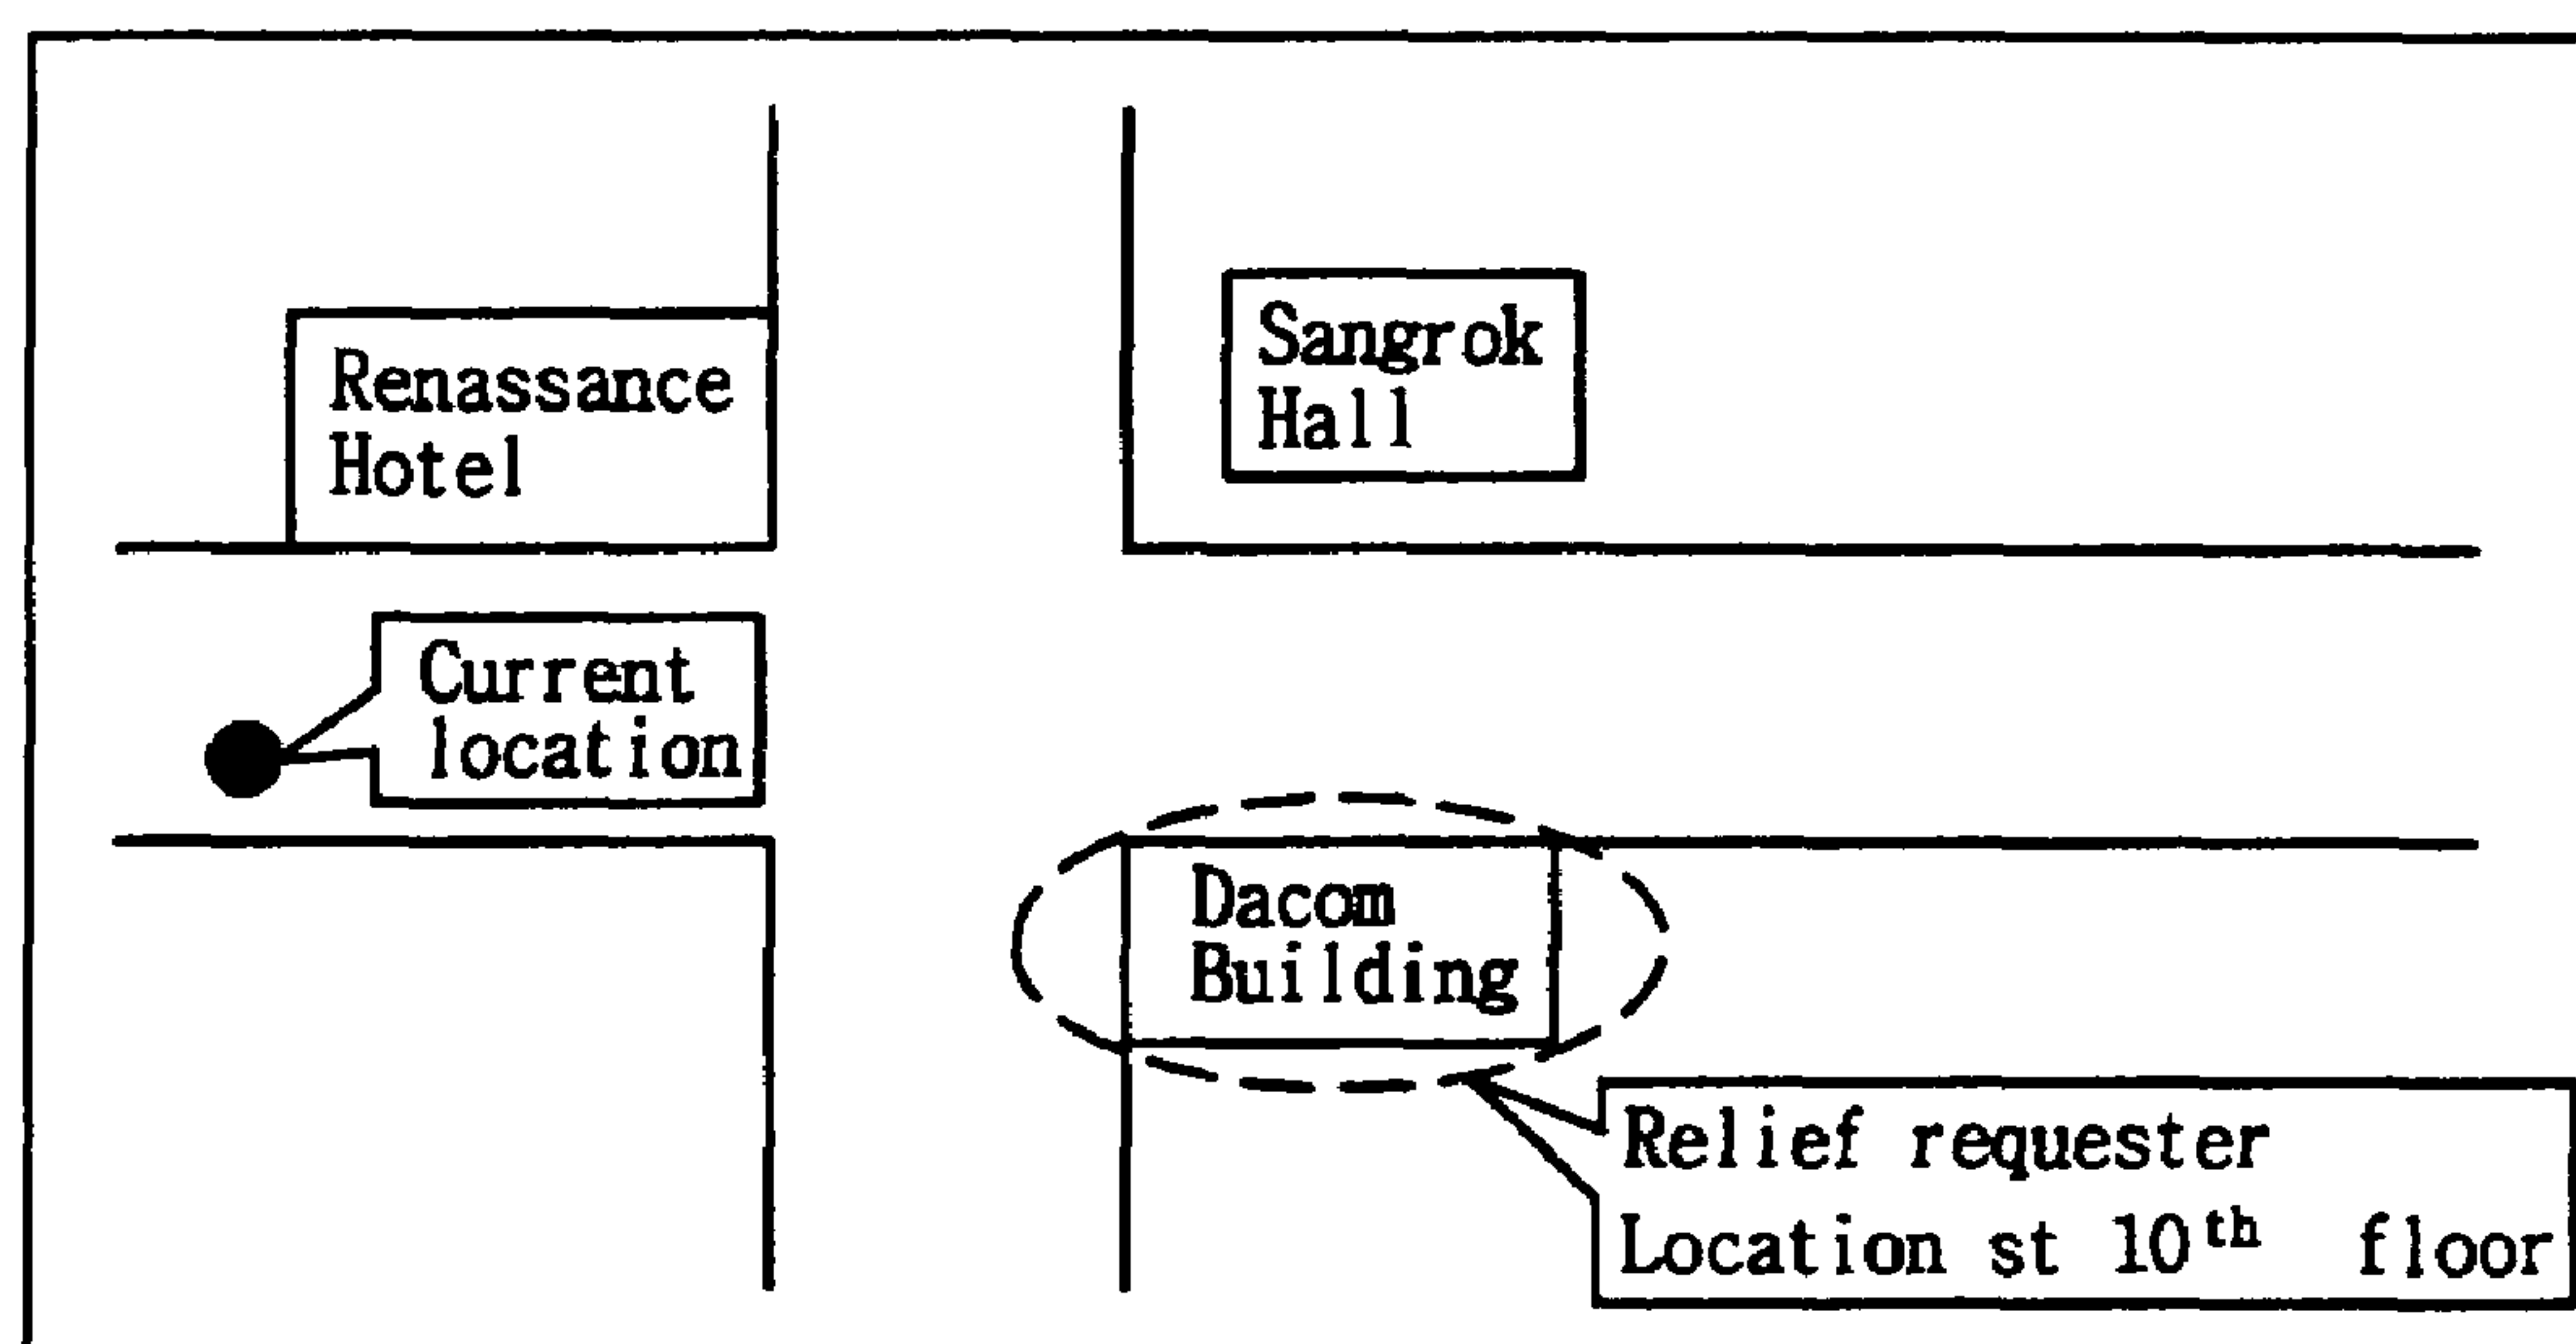 Renassance
Hotel
Sangrok
Hall
Current
location
Dacom
Building
Relief requester
Location st 10th floor